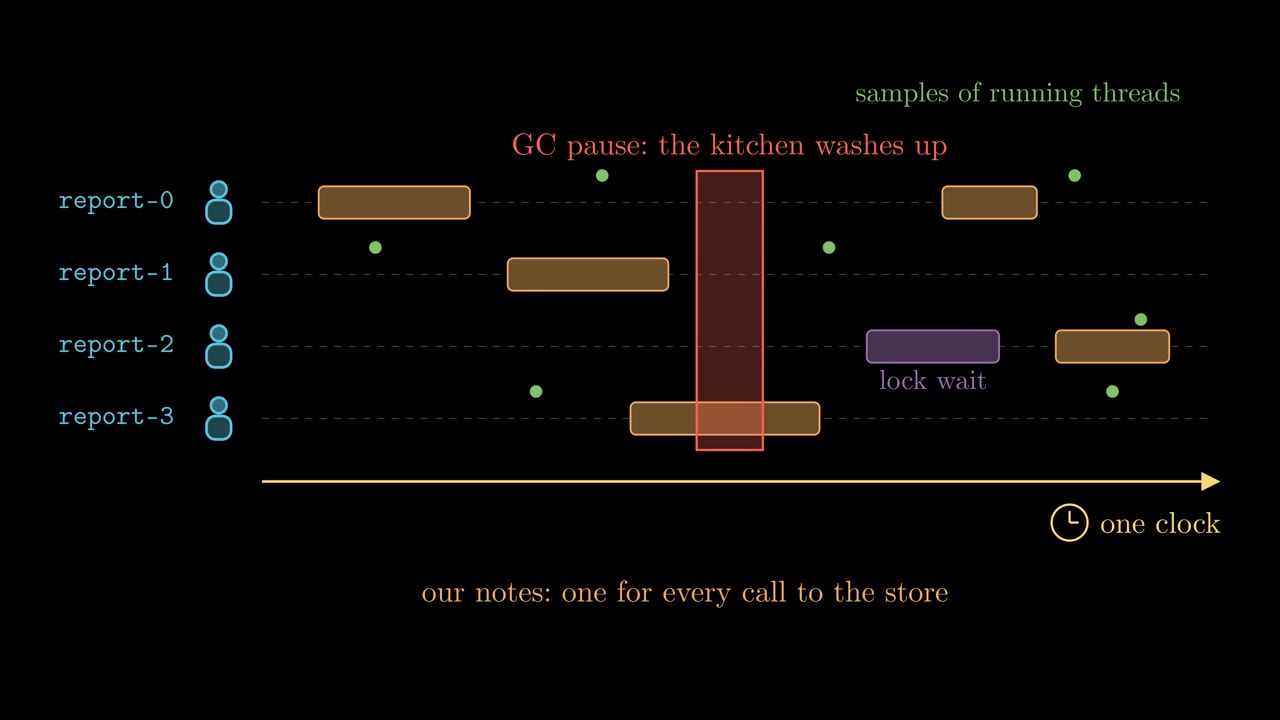 samples of running threads
GC pause: the kitchen washes up
report-0
report-1
report-2
lock wait
report-3
one clock
our notes: one for every call to the store